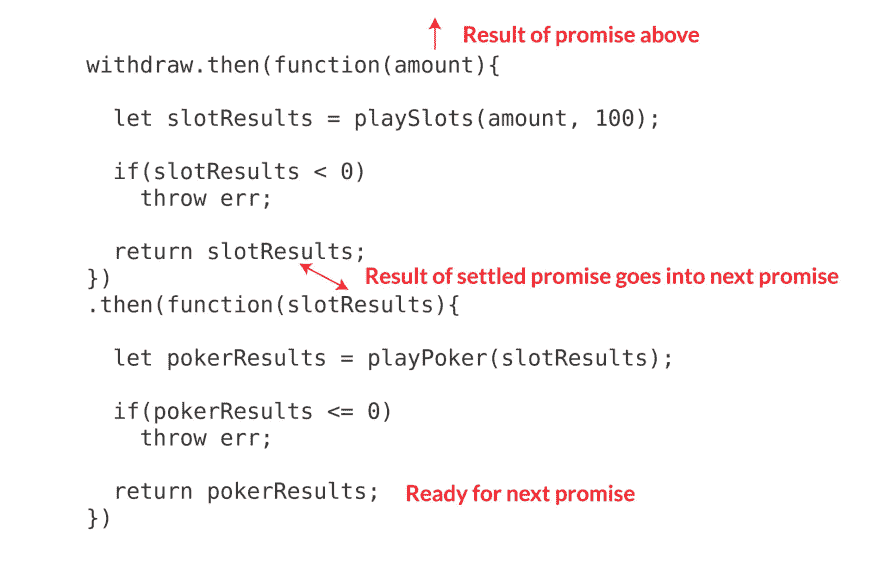 Result of promise above
withdraw.then(function(amount){
let slotResults = playSlots(amount, 100);
if(slotResults < 0)
throw err;
return slotResults;
})
Result of settled promise goes into next promise
.then(function(slotResults){
let pokerResults = playPoker(slotResults);
if(pokerResults <= 0)
throw err;
return pokerResults; Ready for next promise
})